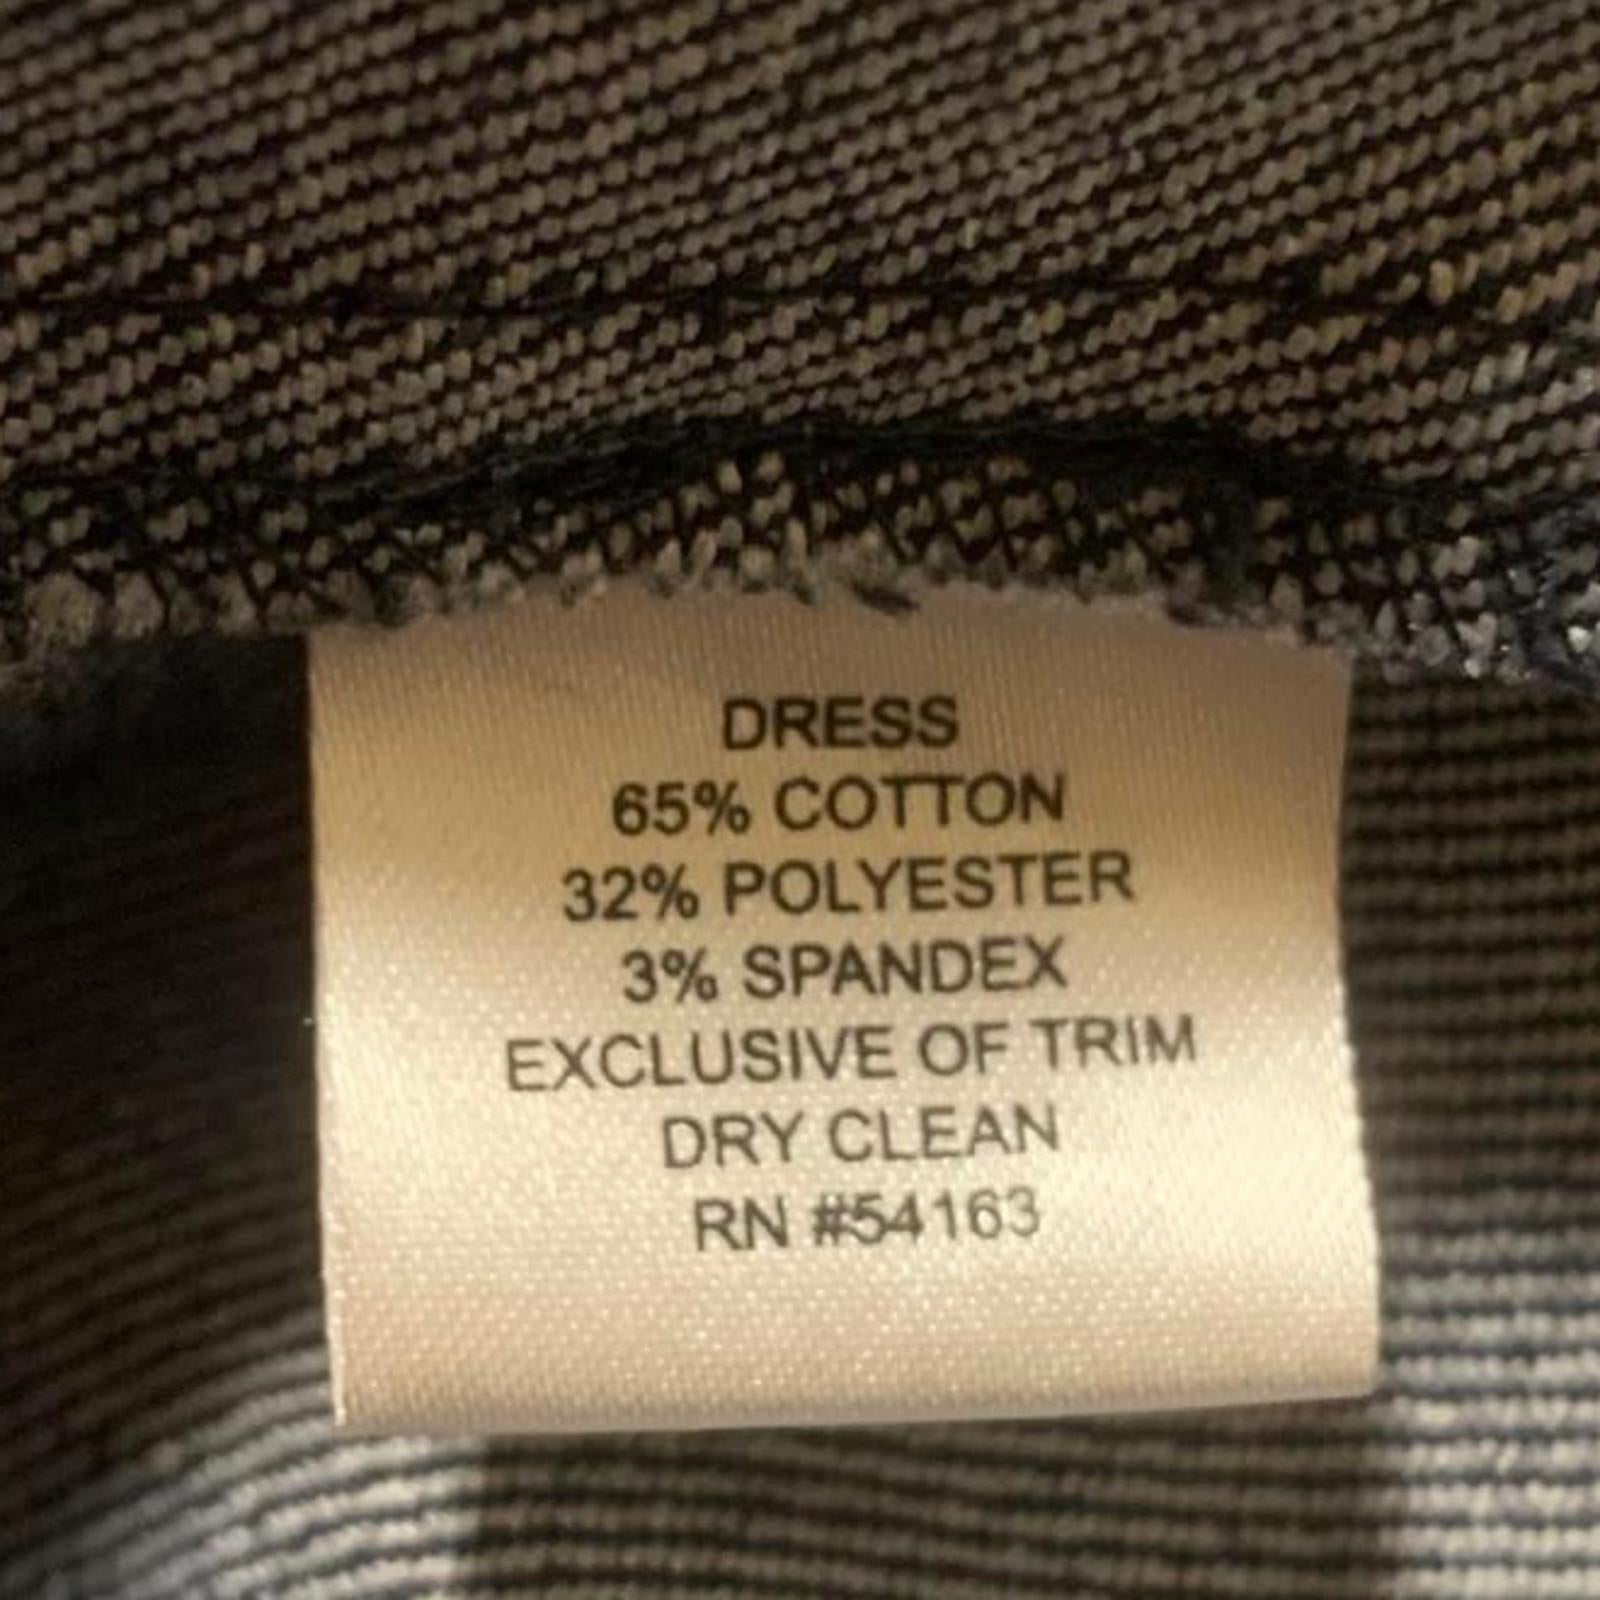 DRESS
65% COTTON
32% POLYESTER
3% SPANDEX
EXCLUSIVE OF TRIM
DRY CLEAN
RN #54163